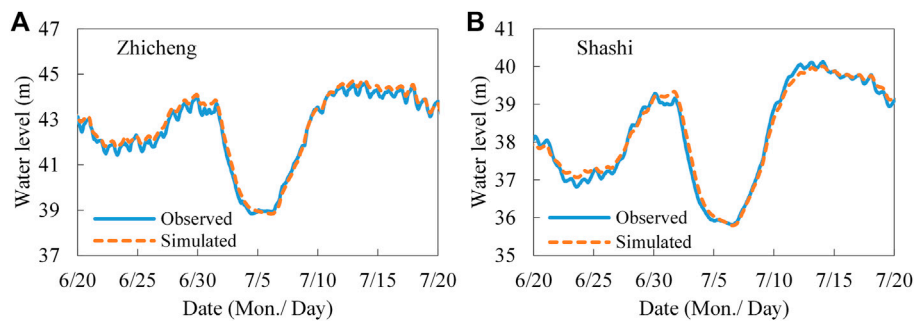 A
Zhicheng
Water level (m)
47
45
43
41
39
37
Observed
Simulated
6/20 6/25 6/30 7/5 7/10 7/15 7/20
Date (Mon./ Day)
B
Shashi
Water level (m)
41
40
39
38
37
36
35
Observed
Simulated
6/20 6/25 6/30 7/5 7/10 7/15 7/20
Date (Mon./ Day)